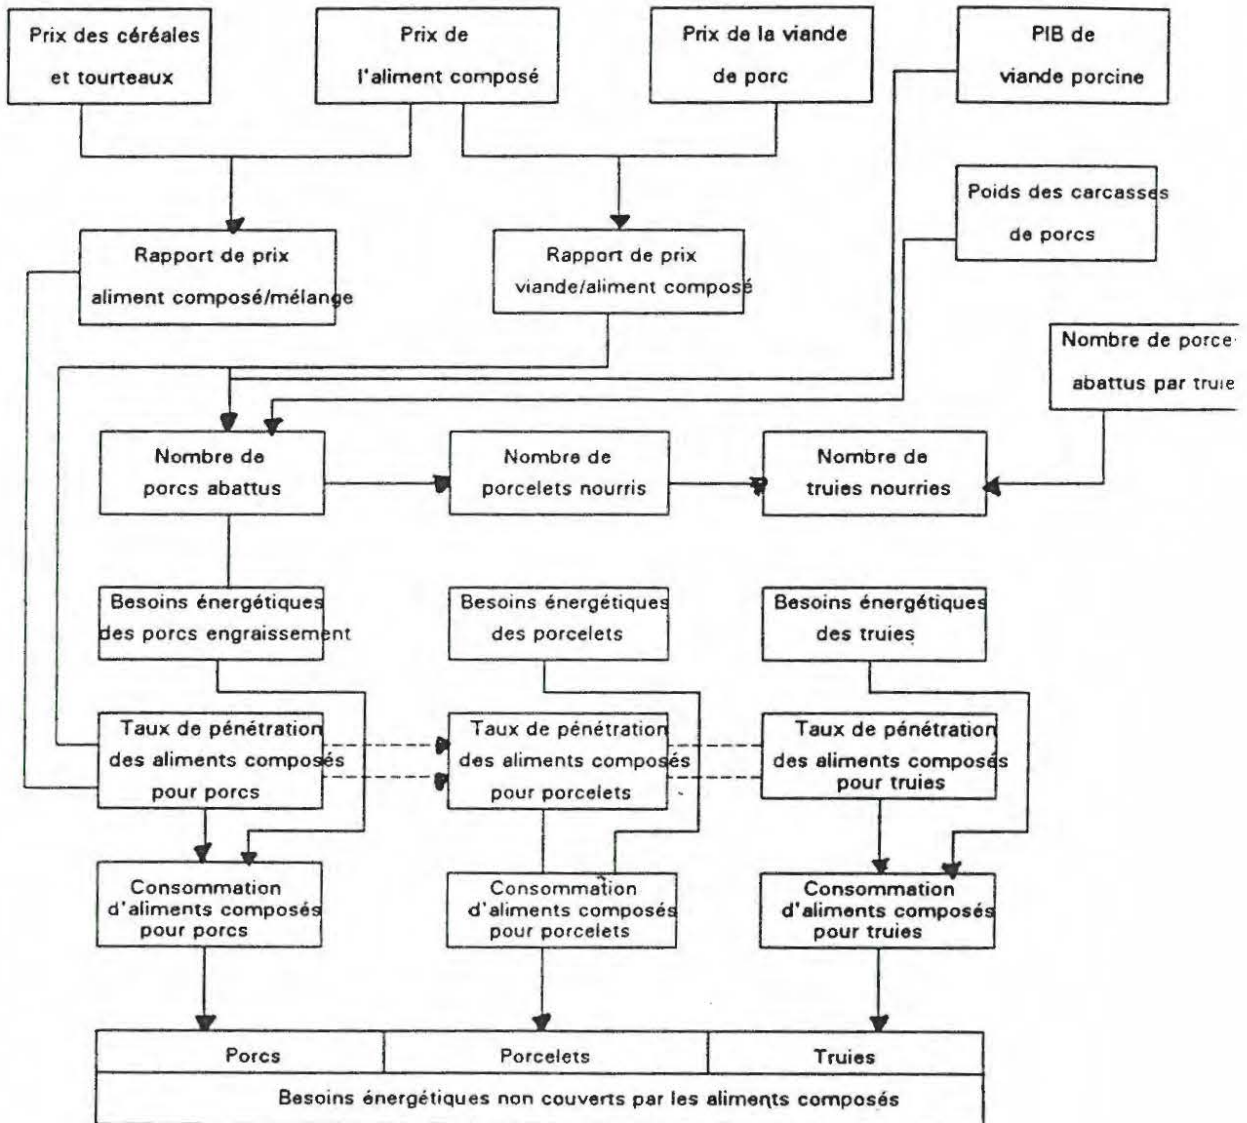 Prix des céréales
et tourteaux
Prix de
l'aliment composé
Prix de la viande
de porc
PIB de
viande porcine
Poids des carcasses
de porcs
Rapport de prix
aliment composé/mélange
Rapport de prix
viande/aliment composé
Nombre de porce
abattus par truie
Nombre de
porcs abattus
Nombre de
porcelets nourris
Nombre de
truies nourries
Besoins énergétiques
des porcs engraissement
Besoins énergétiques
des porcelets
Besoins énergétiques
des truies
Taux de pénétration
des aliments composés
pour porcs
Taux de pénétration
des aliments composés
pour porcelets
Taux de pénétration
des aliments composés
pour truies
Consommation
d'aliments composés
pour porcs
Consommation
d'aliments composés
pour porcelets
Consommation
d'aliments composés
pour truies
Porcs
Porcelets
Truies
Besoins énergétiques non couverts par les aliments composés